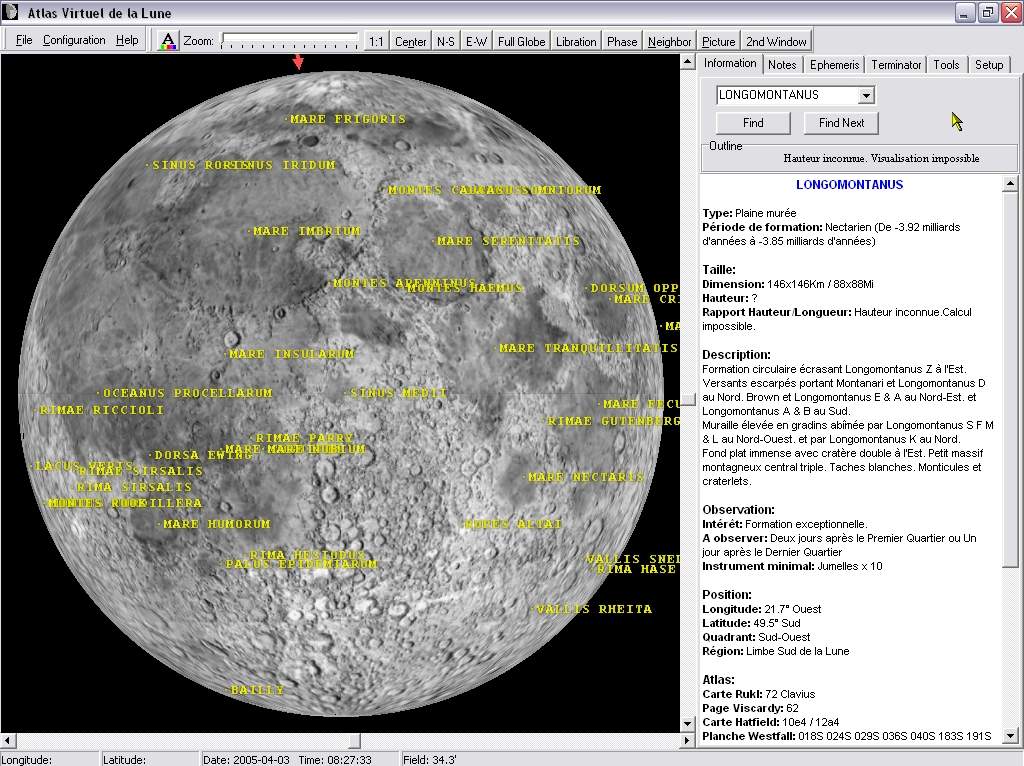 Atlas Virtuel de la Lune
File Configuration Help A Zoom: 1:1 Center N-S E-W Full Globe Libration Phase Neighbor Picture 2nd Window
Information Notes Ephemeris Terminator Tools Setup
LONGOMONTANUS
Find Find Next
Outline
Hauteur inconnue. Visualisation impossible
LONGOMONTANUS
Type: Plaine murée
Période de formation: Nectarien (De -3.92 milliards
d'années à -3.85 milliards d'années)
Taille:
Dimension: 146x146Km / 88x88Mi
Hauteur: ?
Rapport Hauteur/Longueur: Hauteur inconnue.Calcul
impossible.
Description:
Formation circulaire écrasant Longomontanus Z à l'Est.
Versants escarpés portant Montanari et Longomontanus D
au Nord. Brown et Longomontanus E & A au Nord-Est. et
Longomontanus A & B au Sud.
Muraille élevée en gradins abîmée par Longomontanus S F M
& L au Nord-Ouest. et par Longomontanus K au Nord.
Fond plat immense avec cratère double à l'Est. Petit massif
montagneux central triple. Taches blanches. Monticules et
craterlets.
Observation:
Intérêt: Formation exceptionnelle.
A observer: Deux jours après le Premier Quartier ou Un
jour après le Dernier Quartier
Instrument minimal: Jumelles x 10
Position:
Longitude: 21.7° Ouest
Latitude: 49.5° Sud
Quadrant: Sud-Ouest
Région: Limbe Sud de la Lune
Atlas:
Carte Rukl: 72 Clavius
Page Viscardy: 62
Carte Hatfield: 10e4 / 12a4
Planche Westfall: 018S 024S 029S 036S 040S 183S 191S
MARE FRIGORIS
SINUS RORIS
SINUS IRIDUM
MONTES CAUCASUS
SOMNIORUM
MARE IMBRIUM
MARE SERENITATIS
MONTES APENNINUS
MONTES HAEMUS
DORSUM OPP
MARE CRI
MA
MARE TRANQUILLITATIS
MARE INSULARUM
OCEANUS PROCELLARUM
SINUS MEDII
MARE FECU
RIMAE RICCIOLI
RIMAE GUTENBERG
RIMAE PARRY
MARE
DORSA EWING
LACUS VERIS
RIMAE SIRSALIS
MARE NECTARIS
RIMA SIRSALIS
MONTES ROOK
MARE HUMORUM
RUPES ALTAI
RIMA HESIODUS
PALUS EPIDEMIARUM
VALLIS SNEL
RIMA HASE
VALLIS RHEITA
BAILLY
Longitude: Latitude: Date: 2005-04-03 Time: 08:27:33 Field: 34.3'